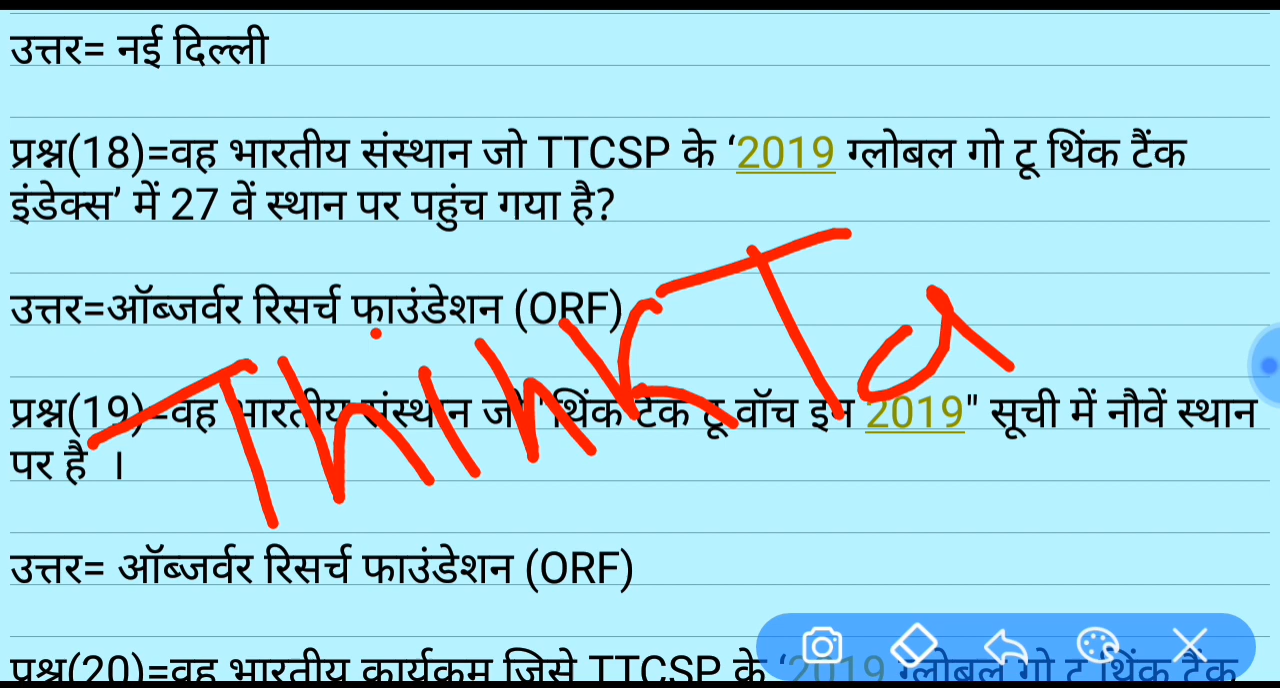 उत्तर= नई दिल्ली
प्रश्न(18)=वह भारतीय संस्थान जो TTCSP के ‘2019 ग्लोबल गो टू थिंक टैंक
इंडेक्स’ में 27 वें स्थान पर पहुंच गया है?
उत्तर=ऑब्जर्वर रिसर्च फाउंडेशन (ORF)
ThinkTa
प्रश्न(19)=वह भारतीय संस्थान जो "थिंक टैंक टू वॉच इन 2019" सूची में नौवें स्थान
पर है ।
उत्तर= ऑब्जर्वर रिसर्च फाउंडेशन (ORF)
प्रश्न(20)=वह भारतीय कार्यक्रम जिसे TTCSP के ‘2019 ग्लोबल गो टू थिंक टैंक